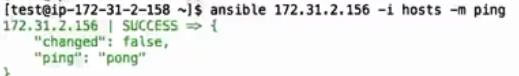 [test@ip-172-31-2-158 ~]$ ansible 172.31.2.156 -i hosts -m ping
172.31.2.156 | SUCCESS => {
    "changed": false,
    "ping": "pong"
}